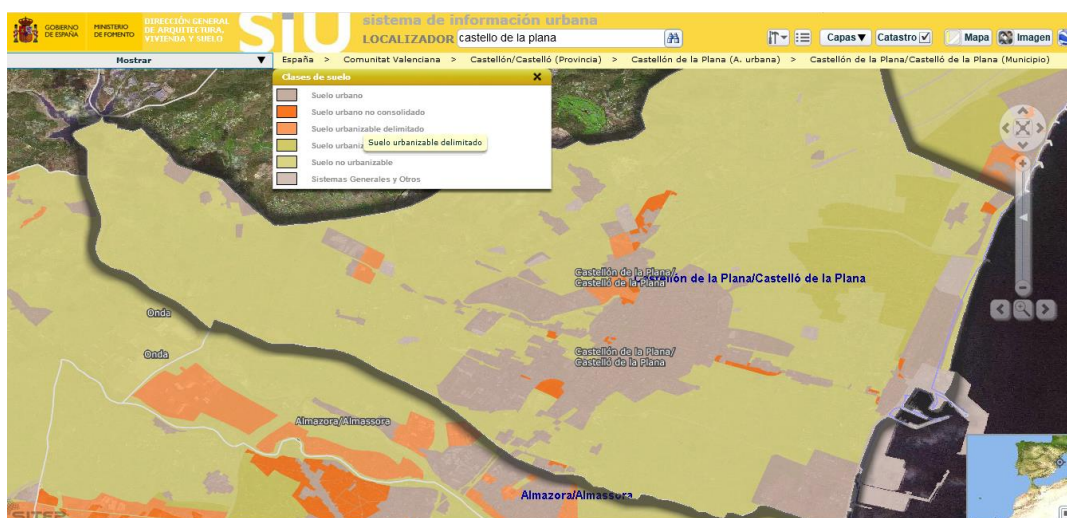 GOBIERNO
DE ESPAÑA
MINISTERIO
DE FOMENTO
DIRECCIÓN GENERAL
DE ARQUITECTURA,
VIVIENDA Y SUELO
SIU
sistema de información urbana
LOCALIZADOR castello de la plana
Capas▼ Catastro Mapa Imagen
Mostrar ▼
España > Comunitat Valenciana > Castellón/Castelló (Provincia) > Castellón de la Plana (A. urbana) > Castellón de la Plana/Castelló de la Plana (Municipio)
Clases de suelo X
Suelo urbano
Suelo urbano no consolidado
Suelo urbanizable delimitado
Suelo urbaniz
Suelo urbanizable delimitado
Suelo no urbanizable
Sistemas Generales y Otros
Castellón de la Plana/
Castelló de la Plana
Castellón de la Plana/Castelló de la Plana
Onda
Onda
Castellón de la Plana/
Castelló de la Plana
Almazora/Almassora
Almazora/Almassora